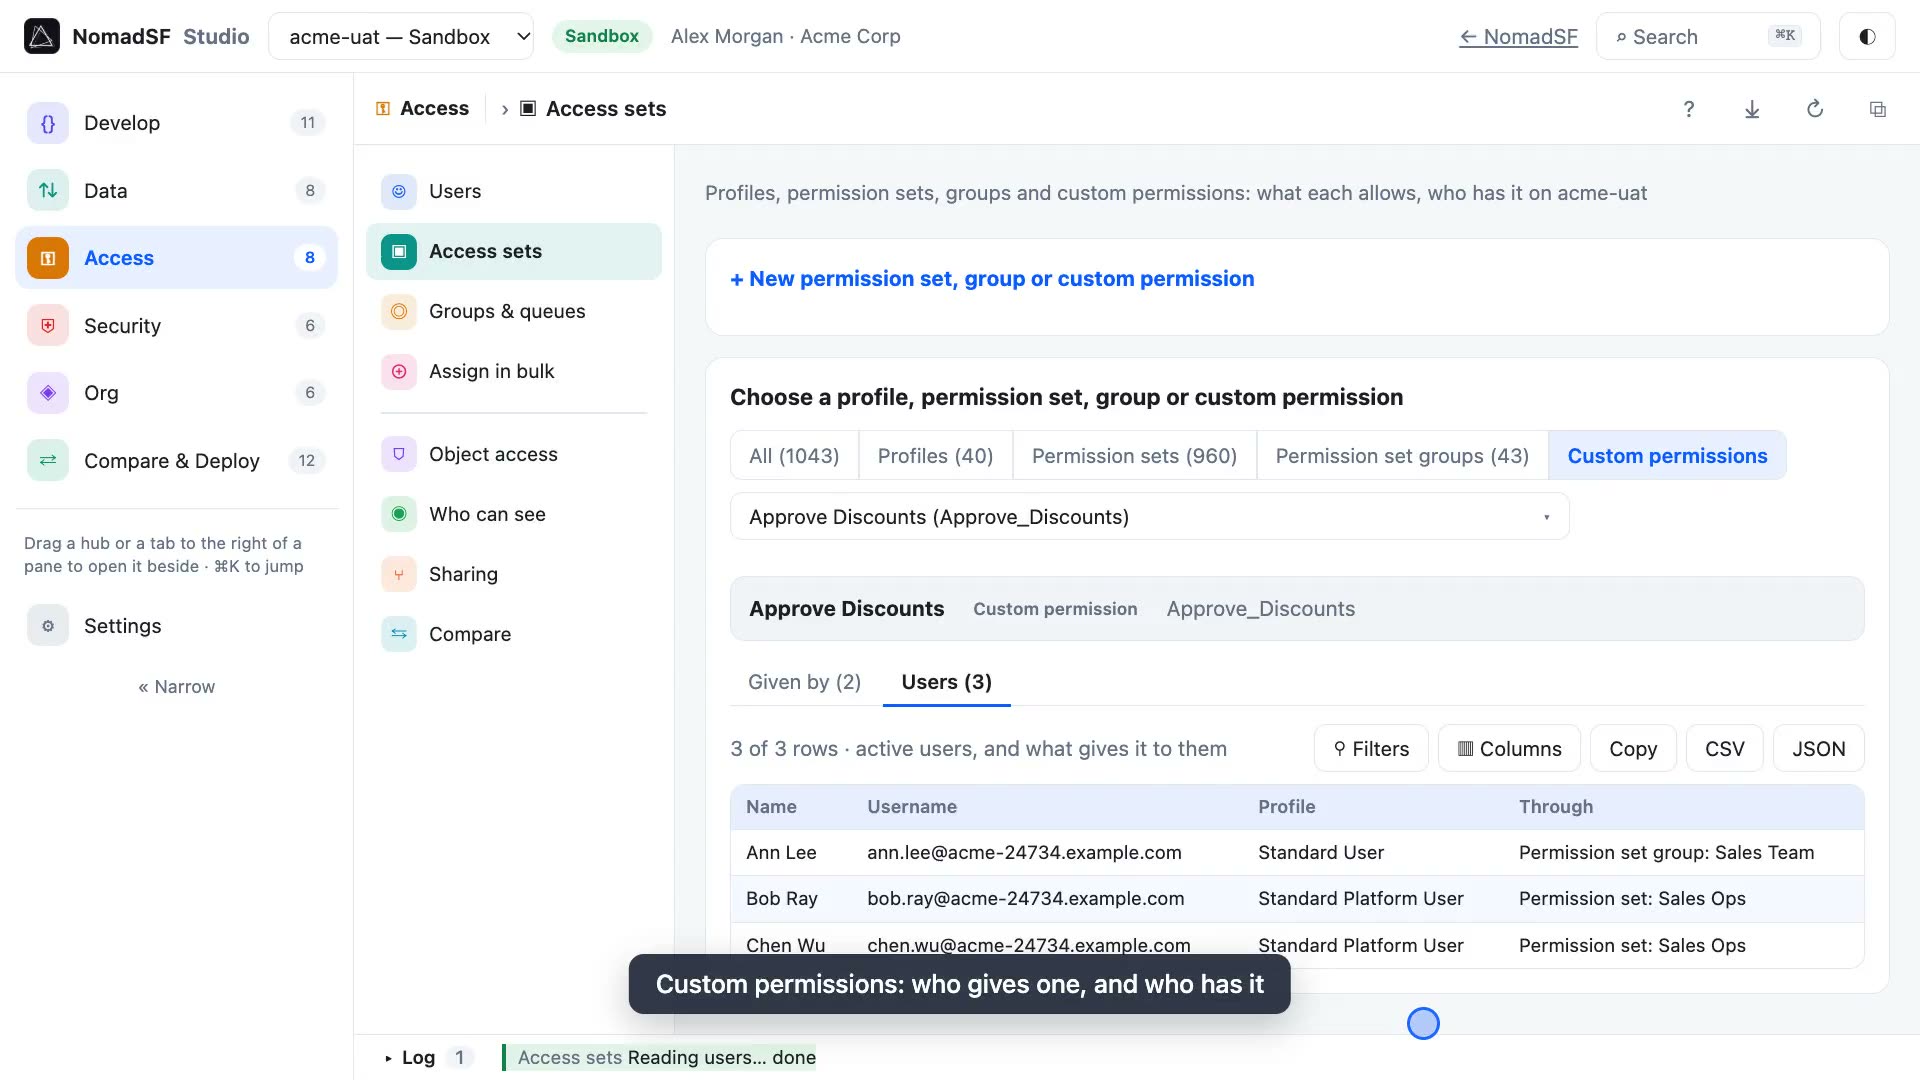 NomadSF Studio
acme-uat — Sandbox
Sandbox
Alex Morgan · Acme Corp
← NomadSF
Search
⌘K
Develop 11
Data 8
Access 8
Security 6
Org 6
Compare & Deploy 12
Drag a hub or a tab to the right of a
pane to open it beside · ⌘K to jump
Settings
« Narrow
Access › Access sets
?
Users
Access sets
Groups & queues
Assign in bulk
Object access
Who can see
Sharing
Compare
Profiles, permission sets, groups and custom permissions: what each allows, who has it on acme-uat
+ New permission set, group or custom permission
Choose a profile, permission set, group or custom permission
All (1043) Profiles (40) Permission sets (960) Permission set groups (43) Custom permissions
Approve Discounts (Approve_Discounts)
Approve Discounts Custom permission Approve_Discounts
Given by (2) Users (3)
3 of 3 rows · active users, and what gives it to them
Filters Columns Copy CSV JSON
Name Username Profile Through
Ann Lee ann.lee@acme-24734.example.com Standard User Permission set group: Sales Team
Bob Ray bob.ray@acme-24734.example.com Standard Platform User Permission set: Sales Ops
Chen Wu chen.wu@acme-24734.example.com Standard Platform User Permission set: Sales Ops
Custom permissions: who gives one, and who has it
Log 1 Access sets Reading users... done